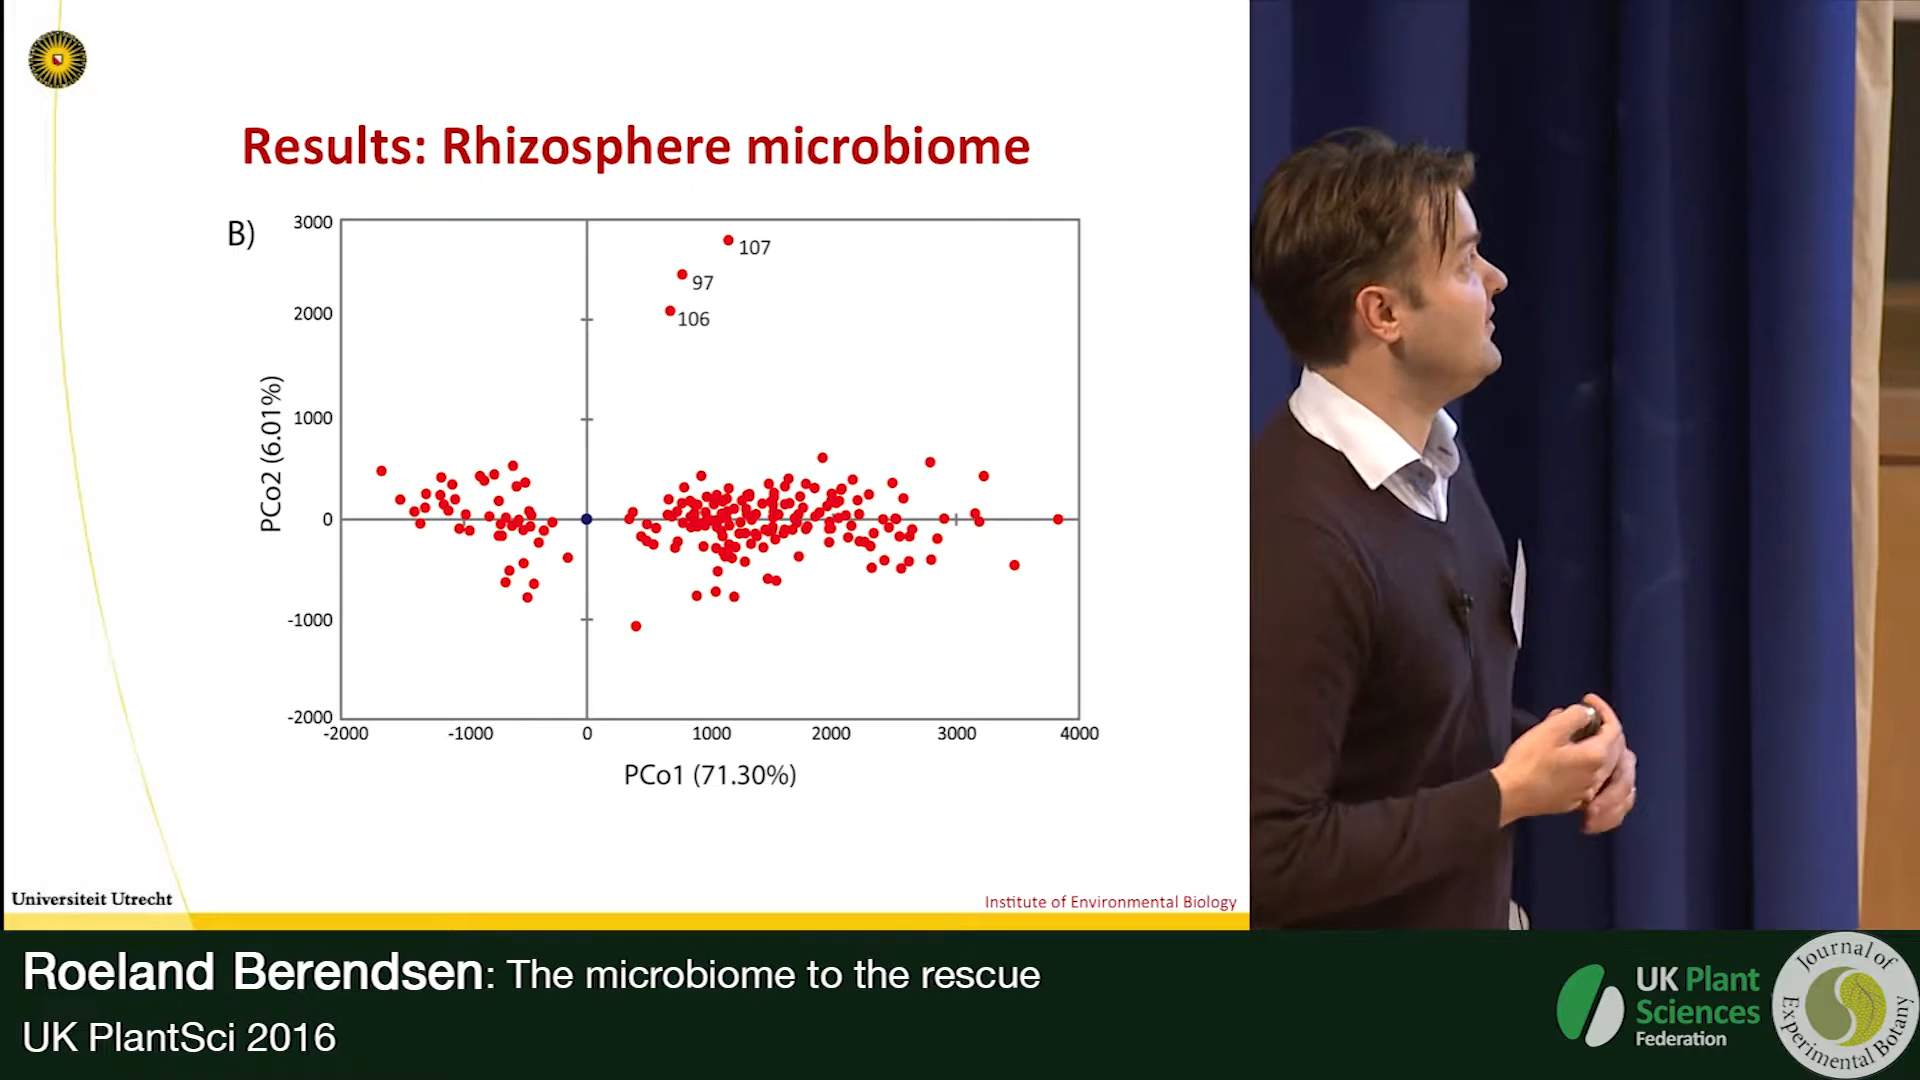 Results: Rhizosphere microbiome
B)
3000
2000
1000
0
-1000
-2000
PCo2 (6.01%)
107
97
106
-2000
-1000
0
1000
2000
3000
4000
PCo1 (71.30%)
Universiteit Utrecht
Institute of Environmental Biology
Roeland Berendsen: The microbiome to the rescue
UK PlantSci 2016
UK Plant
Sciences
Federation
Journal of
Experimental Botany